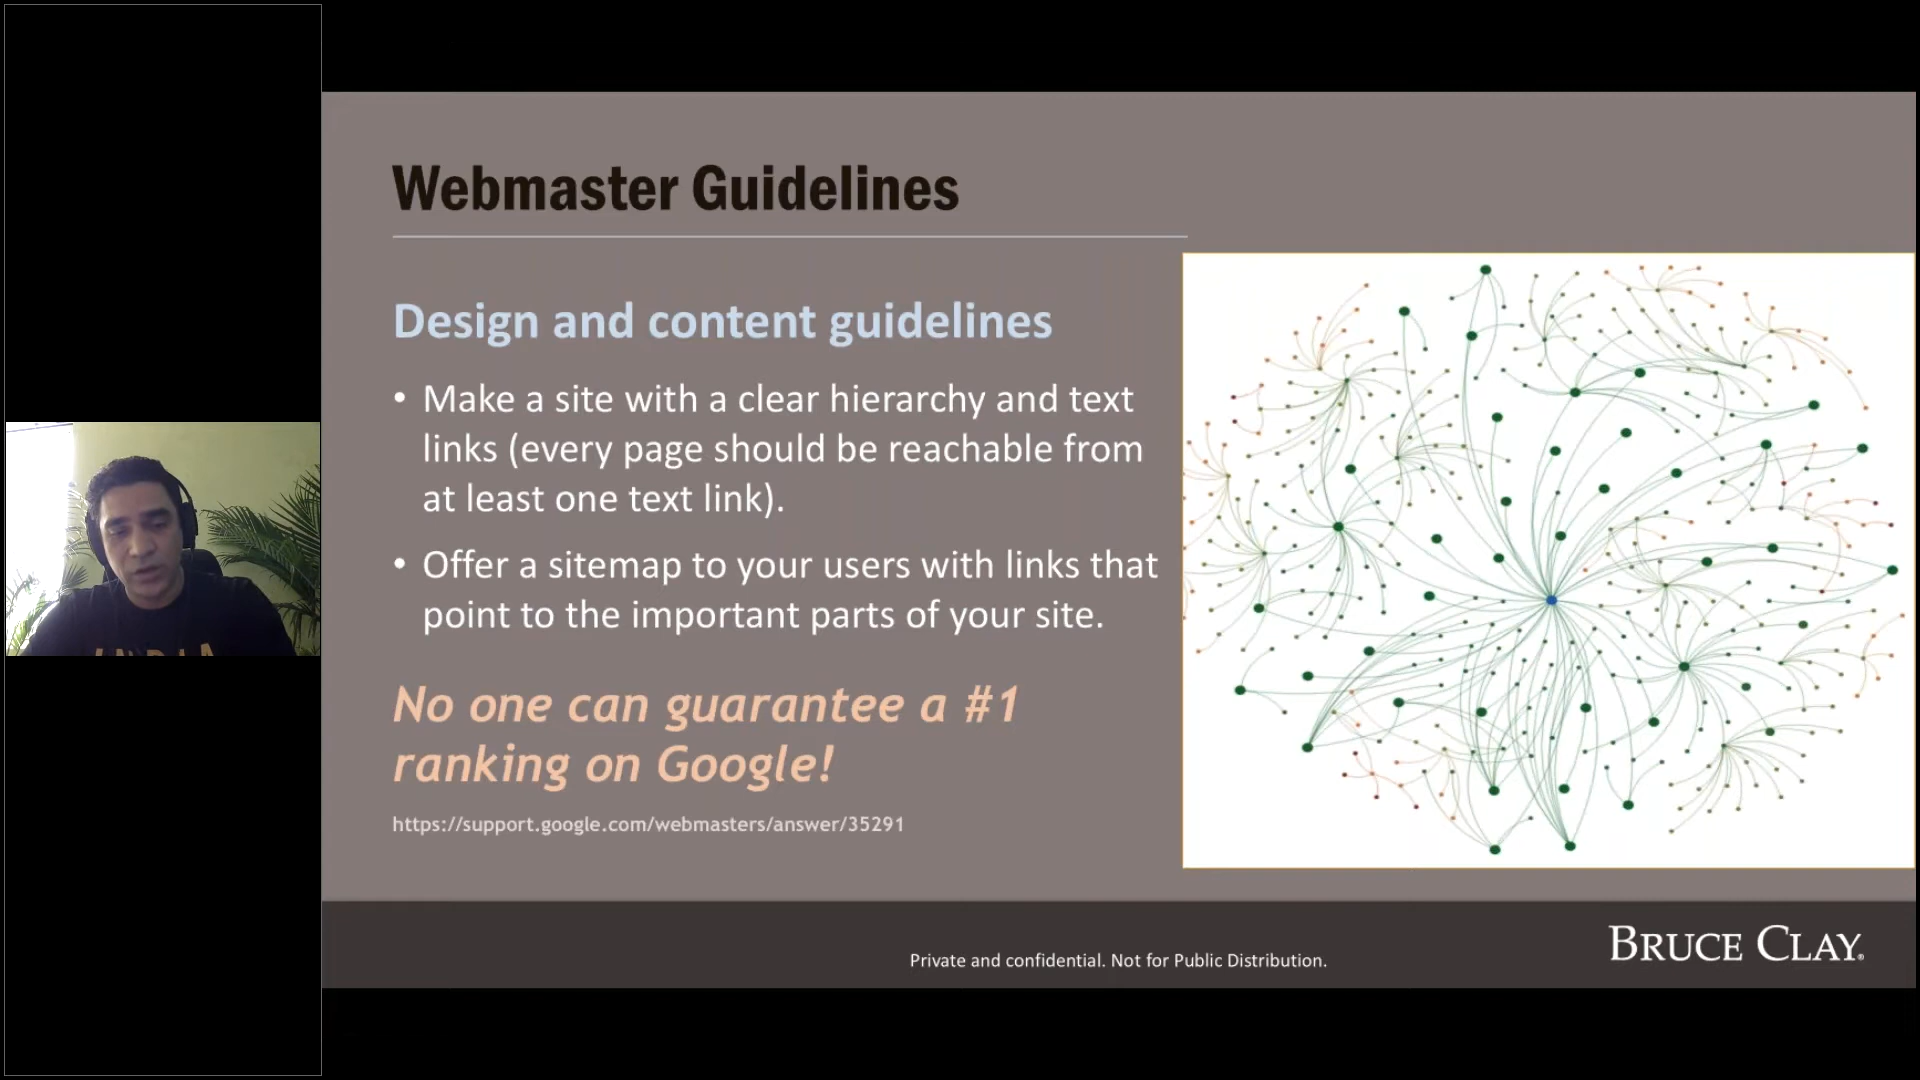 Webmaster Guidelines
Design and content guidelines
• Make a site with a clear hierarchy and text
links (every page should be reachable from
at least one text link).
• Offer a sitemap to your users with links that
point to the important parts of your site.
No one can guarantee a #1
ranking on Google!
https://support.google.com/webmasters/answer/35291
INDIA
Private and confidential. Not for Public Distribution.
BRUCE CLAY®